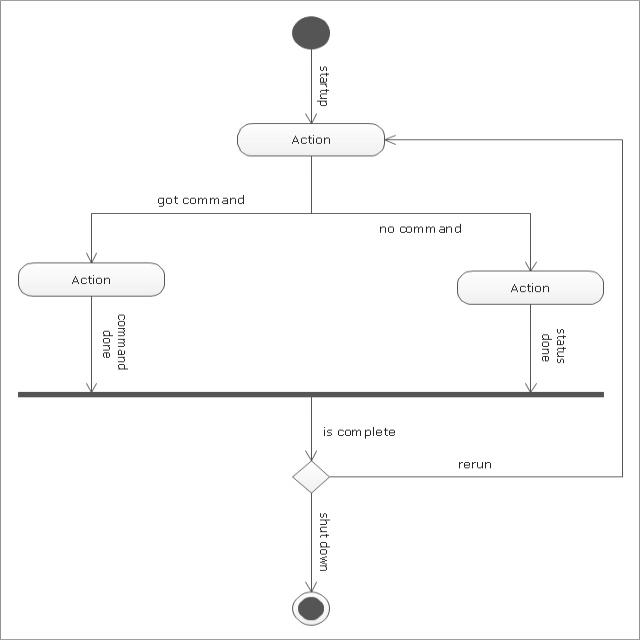 startup
Action
got command
no command
Action
Action
command
done
status
done
is complete
rerun
shut down